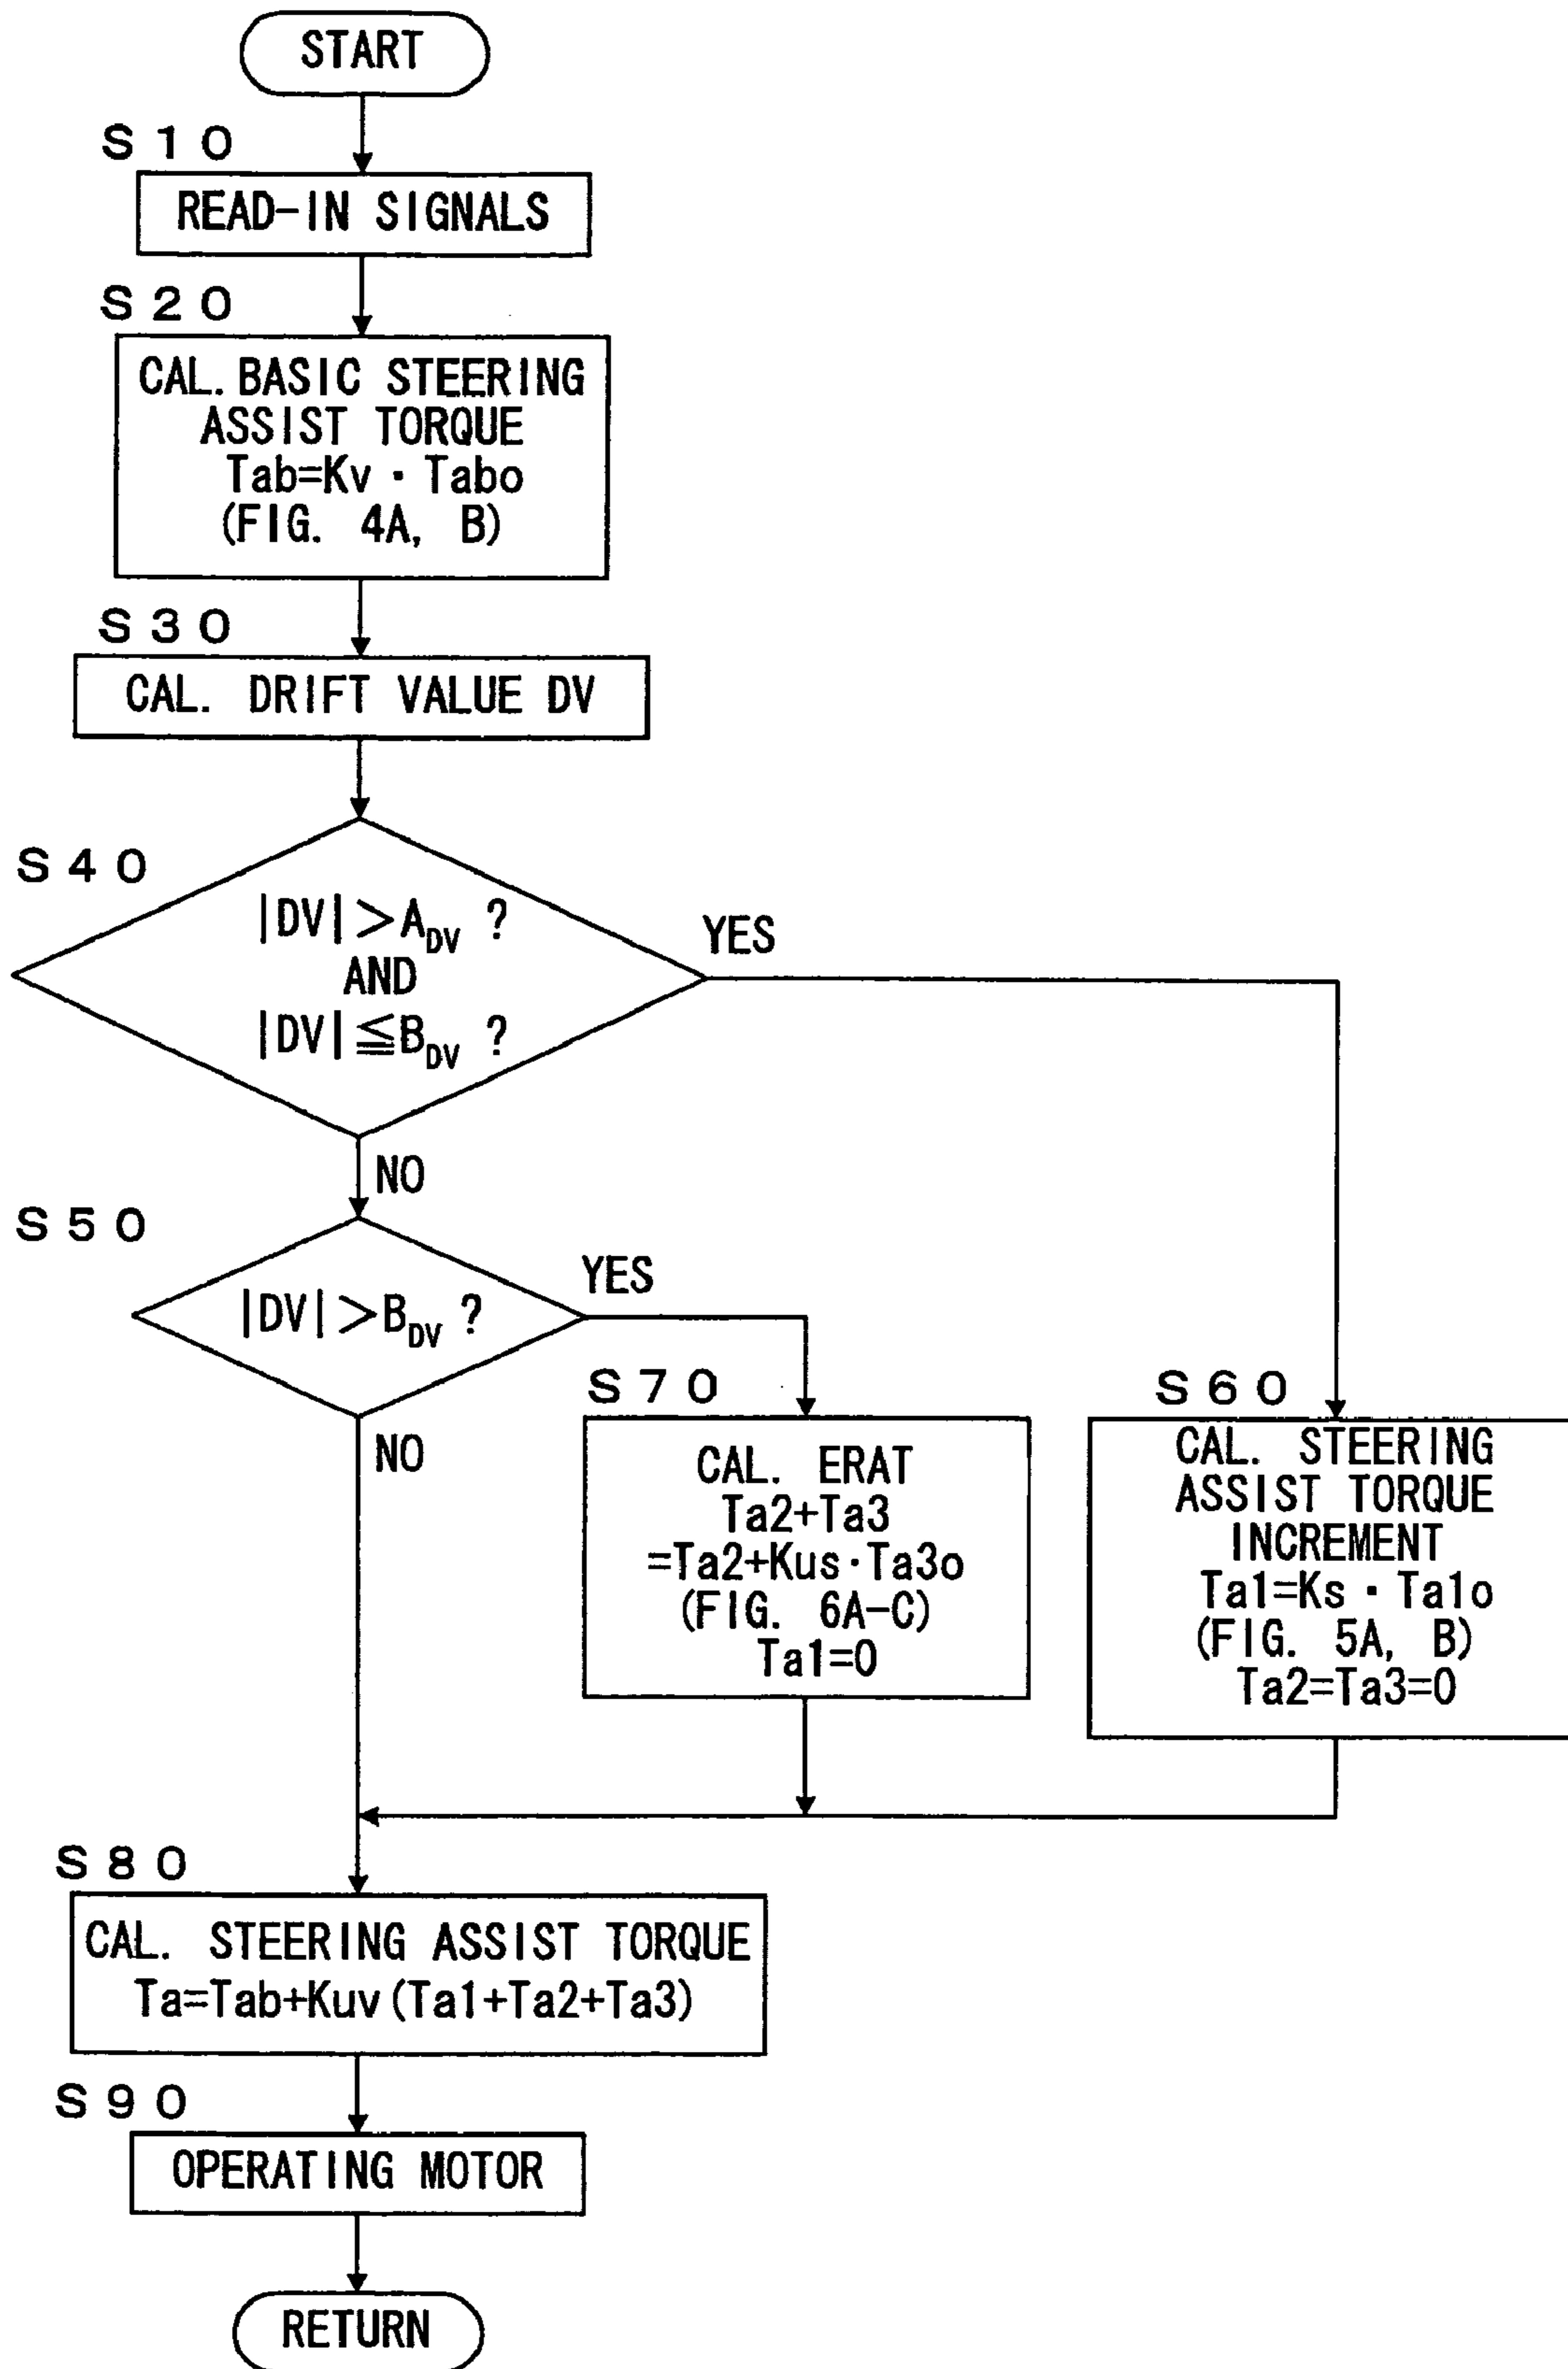 START
S10
READ-IN SIGNALS
S20
CAL. BASIC STEERING
ASSIST TORQUE
Tab=Kv · Tabo
(FIG. 4A, B)
S30
CAL. DRIFT VALUE DV
S40
|DV|>A_DV ?
AND
|DV|≦B_DV ?
YES
NO
S50
|DV|>B_DV ?
YES
NO
S70
CAL. ERAT
Ta2+Ta3
=Ta2+Kus·Ta3o
(FIG. 6A-C)
Ta1=0
S60
CAL. STEERING
ASSIST TORQUE
INCREMENT
Ta1=Ks · Ta1o
(FIG. 5A, B)
Ta2=Ta3=0
S80
CAL. STEERING ASSIST TORQUE
Ta=Tab+Kuv(Ta1+Ta2+Ta3)
S90
OPERATING MOTOR
RETURN